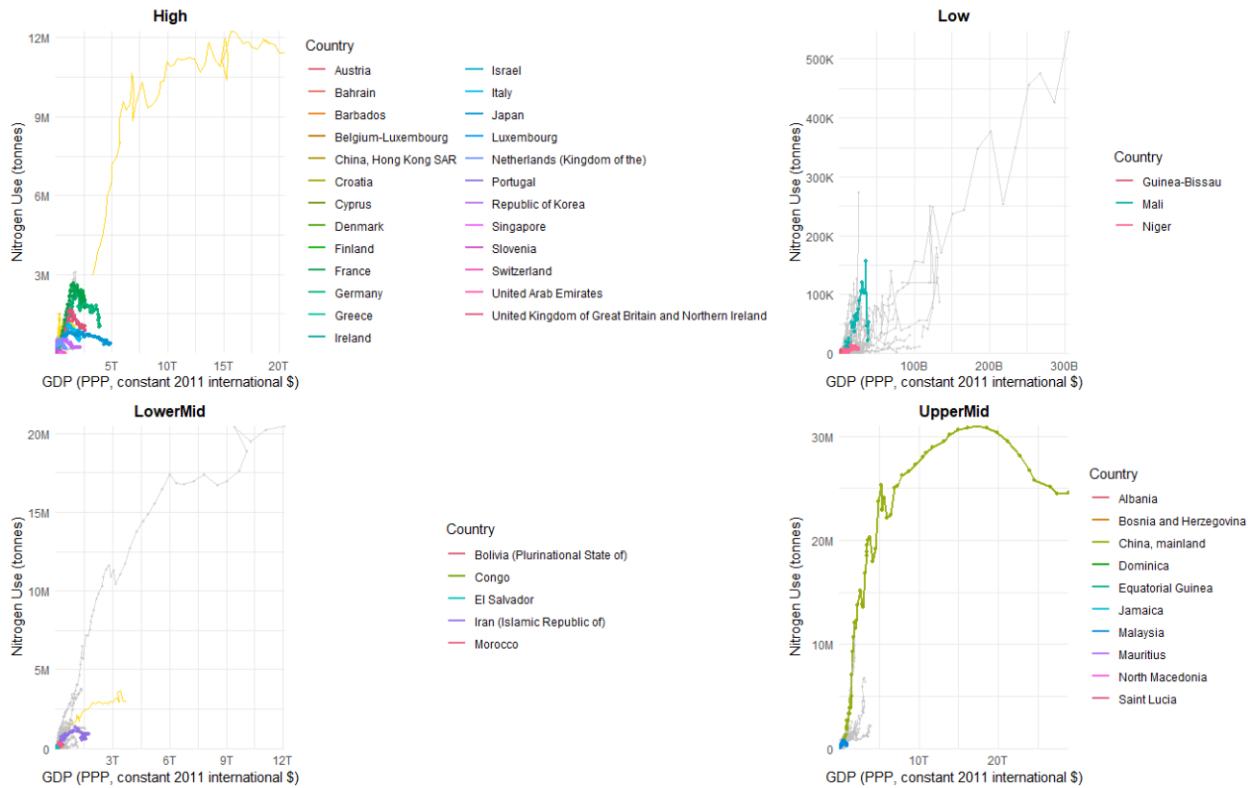 High
Nitrogen Use (tonnes)
12M
9M
6M
3M
0
5T 10T 15T 20T
GDP (PPP, constant 2011 international $)
Country
Austria
Bahrain
Barbados
Belgium-Luxembourg
China, Hong Kong SAR
Croatia
Cyprus
Denmark
Finland
France
Germany
Greece
Ireland
Israel
Italy
Japan
Luxembourg
Netherlands (Kingdom of the)
Portugal
Republic of Korea
Singapore
Slovenia
Switzerland
United Arab Emirates
United Kingdom of Great Britain and Northern Ireland
Low
Nitrogen Use (tonnes)
500K
400K
300K
200K
100K
0
100B 200B 300B
GDP (PPP, constant 2011 international $)
Country
Guinea-Bissau
Mali
Niger
LowerMid
Nitrogen Use (tonnes)
20M
15M
10M
5M
0
3T 6T 9T 12T
GDP (PPP, constant 2011 international $)
Country
Bolivia (Plurinational State of)
Congo
El Salvador
Iran (Islamic Republic of)
Morocco
UpperMid
Nitrogen Use (tonnes)
30M
20M
10M
0
10T 20T
GDP (PPP, constant 2011 international $)
Country
Albania
Bosnia and Herzegovina
China, mainland
Dominica
Equatorial Guinea
Jamaica
Malaysia
Mauritius
North Macedonia
Saint Lucia